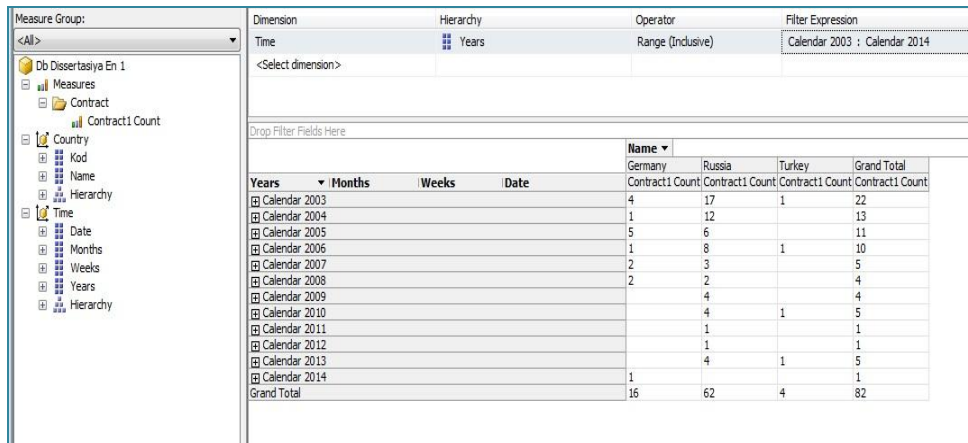 Measure Group:
<All>
Db Dissertasiya En 1
Measures
Contract
Contract1 Count
Country
Kod
Name
Hierarchy
Time
Date
Months
Weeks
Years
Hierarchy
Dimension Hierarchy Operator Filter Expression
Time Years Range (Inclusive) Calendar 2003 : Calendar 2014
<Select dimension>
Drop Filter Fields Here
Name
Germany Russia Turkey Grand Total
Years Months Weeks Date Contract1 Count Contract1 Count Contract1 Count Contract1 Count
Calendar 2003 4 17 1 22
Calendar 2004 1 12 13
Calendar 2005 5 6 11
Calendar 2006 1 8 1 10
Calendar 2007 2 3 5
Calendar 2008 2 2 4
Calendar 2009 4 4
Calendar 2010 4 1 5
Calendar 2011 1 1
Calendar 2012 1 1
Calendar 2013 4 1 5
Calendar 2014 1 1
Grand Total 16 62 4 82